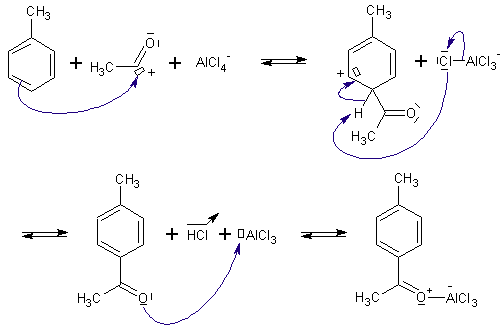 CH3
O
H3C + + + AlCl4-
CH3
+
H
O
H3C
+ Cl-AlCl3-
CH3
H3C O
+ HCl + AlCl3
CH3
H3C O+ - AlCl3-